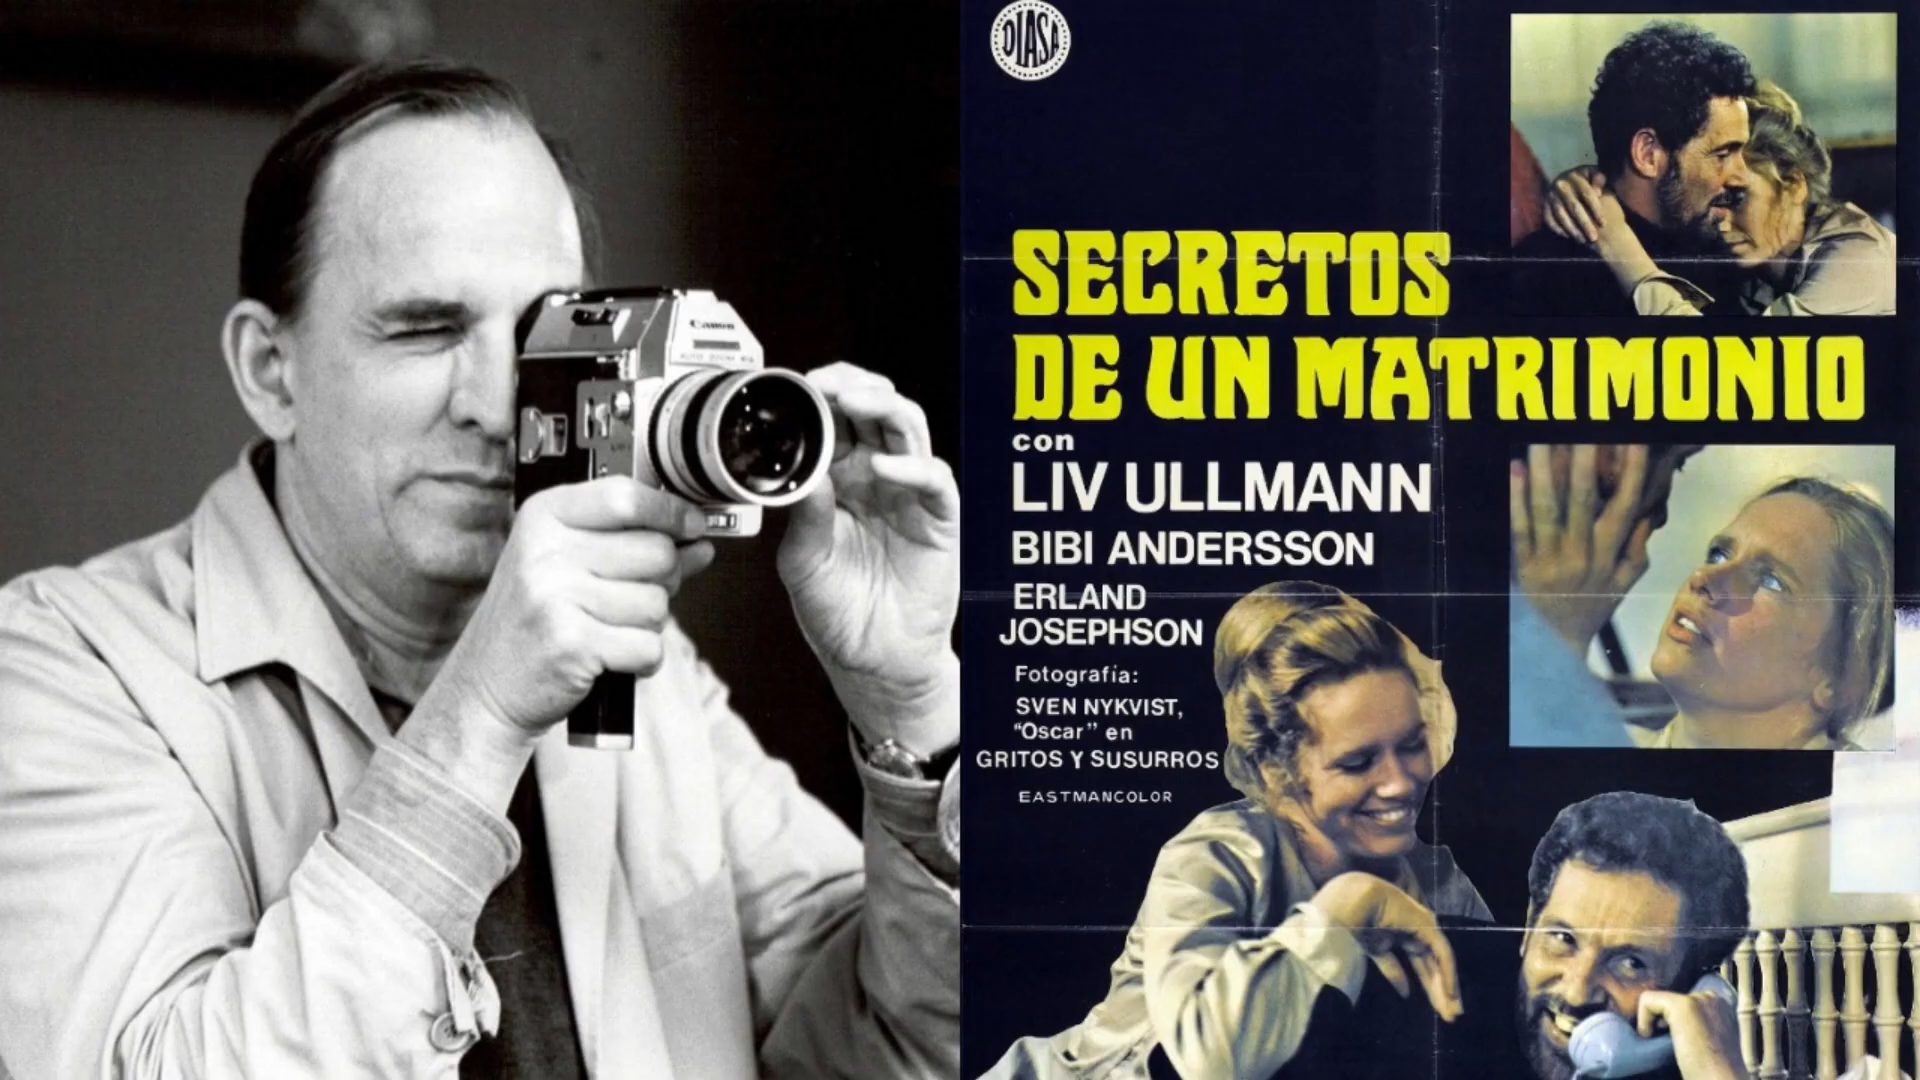 Canon
DIASA
SECRETOS
DE UN MATRIMONIO
con
LIV ULLMANN
BIBI ANDERSSON
ERLAND
JOSEPHSON
Fotografía:
SVEN NYKVIST,
"Oscar" en
GRITOS Y SUSURROS
EASTMANCOLOR